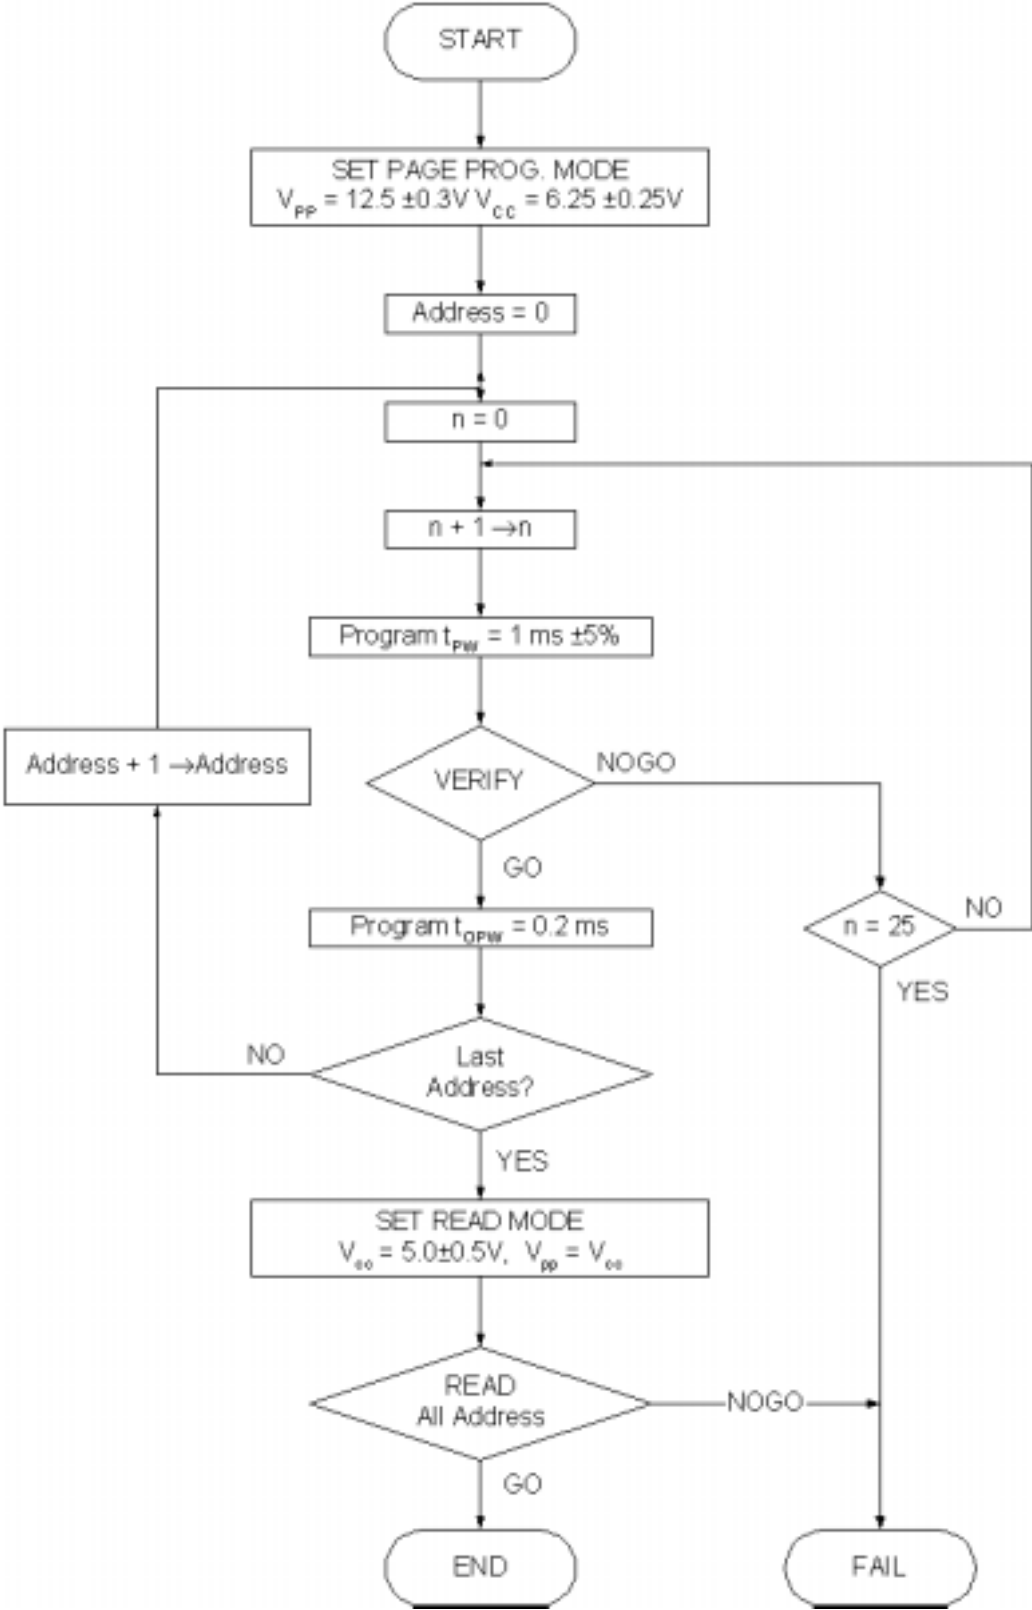 START
SET PAGE PROG. MODE
VPP = 12.5 ±0.3V VCC = 6.25 ±0.25V
Address = 0
n = 0
n + 1 →n
Program tPW = 1 ms ±5%
Address + 1 →Address
VERIFY
NOGO
GO
Program tOPW = 0.2 ms
n = 25
NO
YES
NO
Last
Address?
YES
SET READ MODE
Vcc = 5.0±0.5V, Vpp = Vcc
READ
All Address
NOGO
GO
END
FAIL